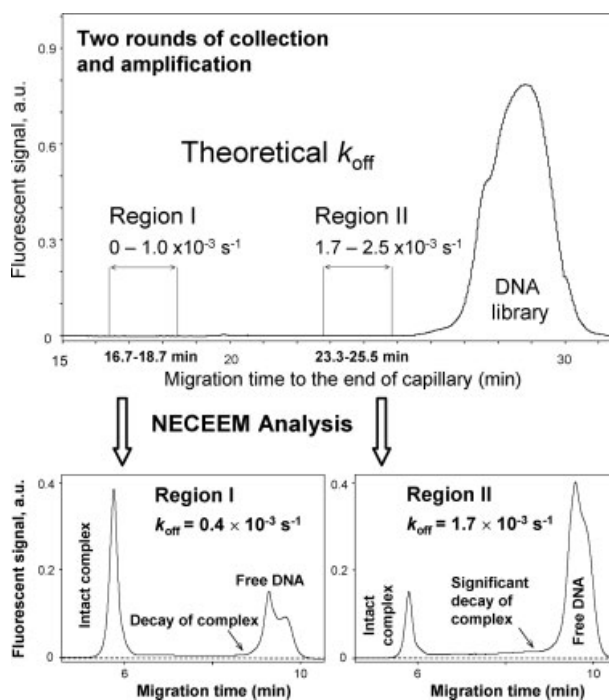 Two rounds of collection
and amplification
Fluorescent signal, a.u.
0.9
0.6
0.3
0
Theoretical k_off
Region I
0 – 1.0 x10⁻³ s⁻¹
Region II
1.7 – 2.5 x10⁻³ s⁻¹
DNA
library
15
16.7-18.7 min
20
23.3-25.5 min
30
Migration time to the end of capillary (min)
NECEEM Analysis
Fluorescent signal, a.u.
0.4
0.2
0
Intact complex
Region I
k_off = 0.4 × 10⁻³ s⁻¹
Free DNA
Decay of complex
6
10
Migration time (min)
0.4
0.2
0
Intact
complex
Region II
k_off = 1.7 × 10⁻³ s⁻¹
Significant
decay of
complex
Free DNA
6
10
Migration time (min)